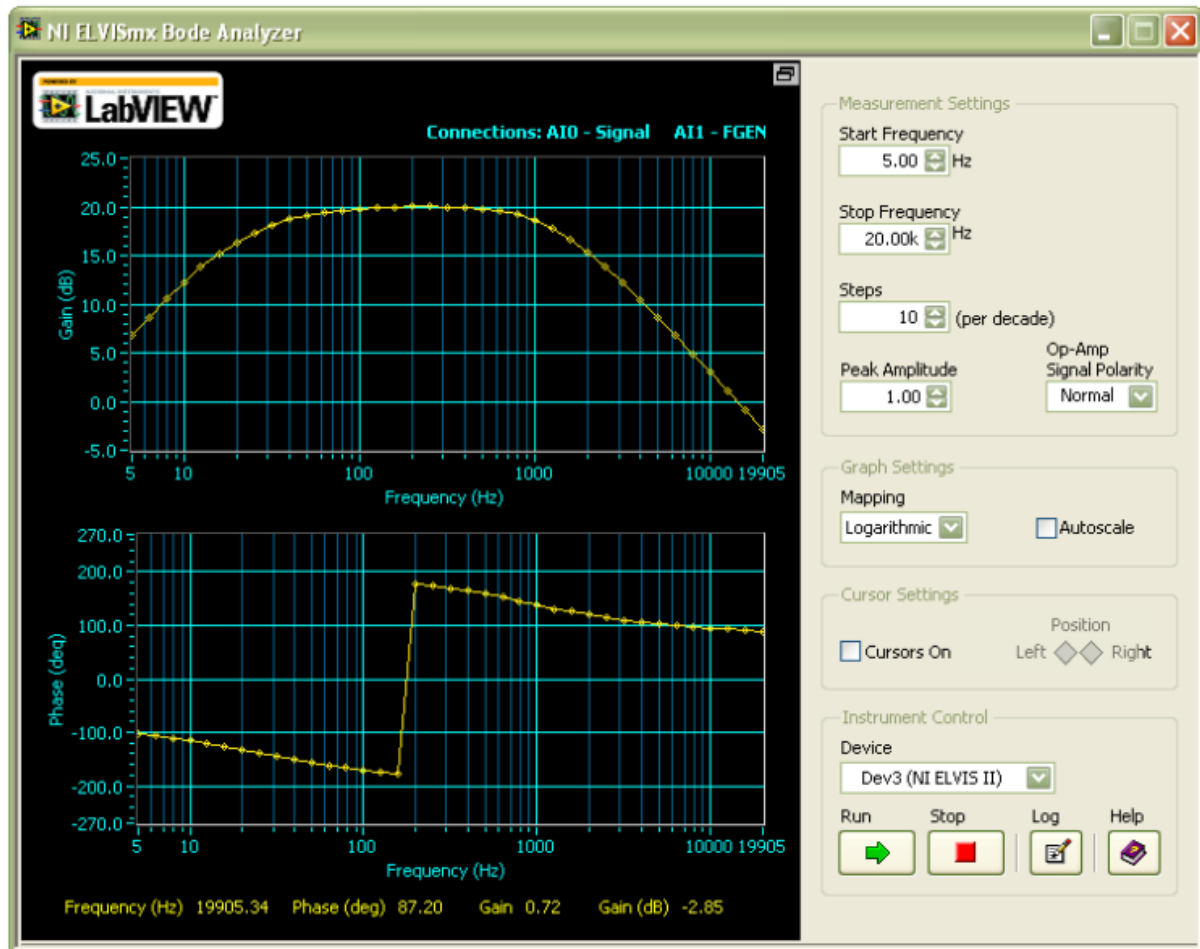 NI ELVISmx Bode Analyzer
POWERED BY
NATIONAL INSTRUMENTS
LabVIEW
Connections: AI0 - Signal AI1 - FGEN
25.0
20.0
15.0
10.0
5.0
0.0
-5.0
Gain (dB)
5 10 100 1000 10000 19905
Frequency (Hz)
270.0
200.0
100.0
0.0
-100.0
-200.0
-270.0
Phase (deg)
5 10 100 1000 10000 19905
Frequency (Hz)
Frequency (Hz) 19905.34 Phase (deg) 87.20 Gain 0.72 Gain (dB) -2.85
Measurement Settings
Start Frequency
5.00 Hz
Stop Frequency
20.00k Hz
Steps
10 (per decade)
Peak Amplitude
1.00
Op-Amp
Signal Polarity
Normal
Graph Settings
Mapping
Logarithmic
Autoscale
Cursor Settings
Cursors On
Position
Left Right
Instrument Control
Device
Dev3 (NI ELVIS II)
Run Stop Log Help